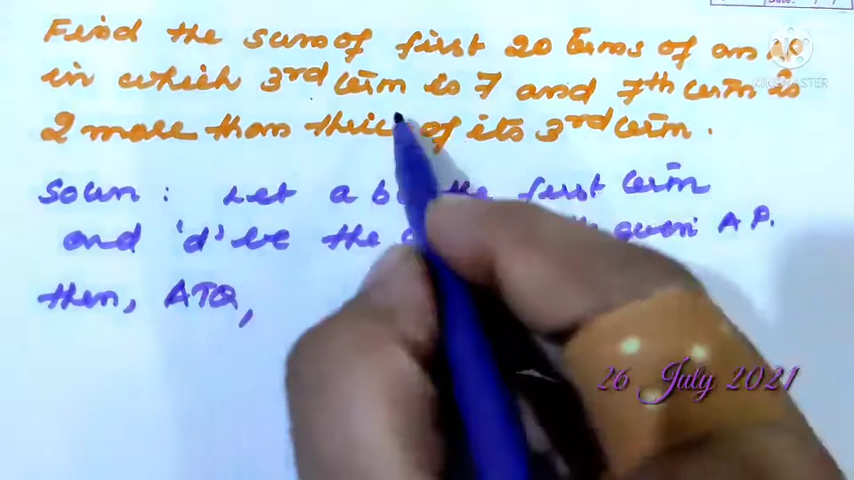 Find the sum of first 20 terms of an
in which 3rd term is 7 and 7th term is
2 more than thric of its 3rd term.
Soln : Let a b the first term
and 'd' be the given A P.
then, ATQ,
KINEMASTER
26 July 2021